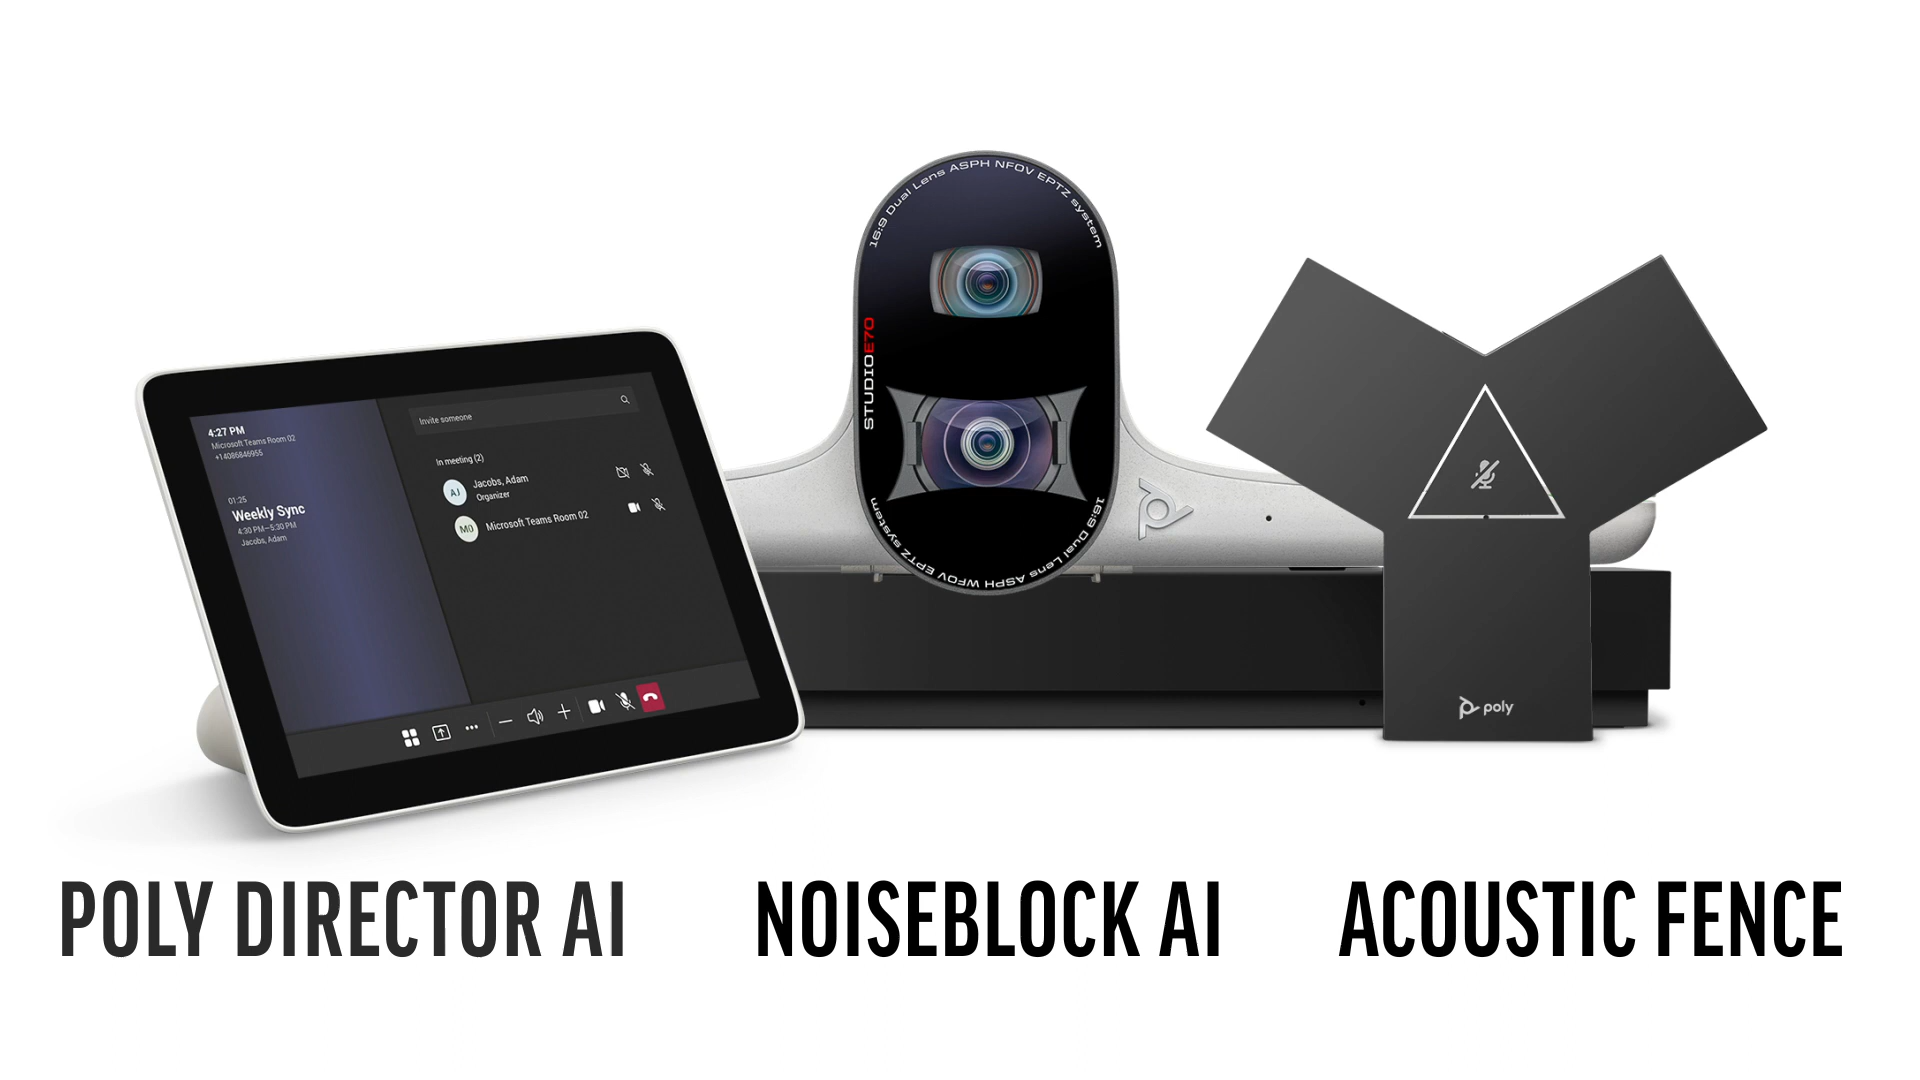 16:9 Dual Lens ASPH NFOV EPTZ system
STUDIO E70
16:9 Dual Lens ASPH WFOV EPTZ system
4:27 PM
Microsoft Teams Room 02
+14086846955
01:25
Weekly Sync
4:30 PM–5:30 PM
Jacobs, Adam
Invite someone
In meeting (2)
AJ
Jacobs, Adam
Organizer
M0
Microsoft Teams Room 02
poly
POLY DIRECTOR AI
NOISEBLOCK AI
ACOUSTIC FENCE